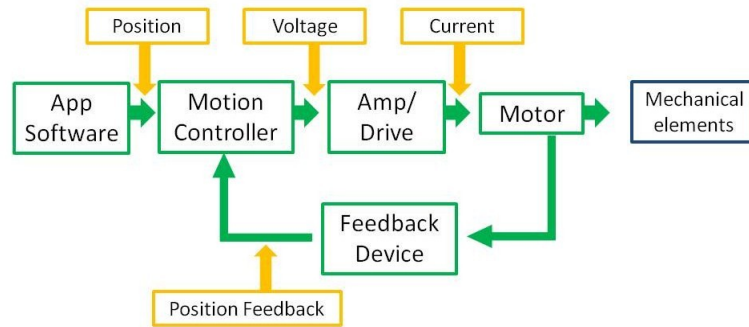 Position
Voltage
Current
App
Software
Motion
Controller
Amp/
Drive
Motor
Mechanical
elements
Feedback
Device
Position Feedback